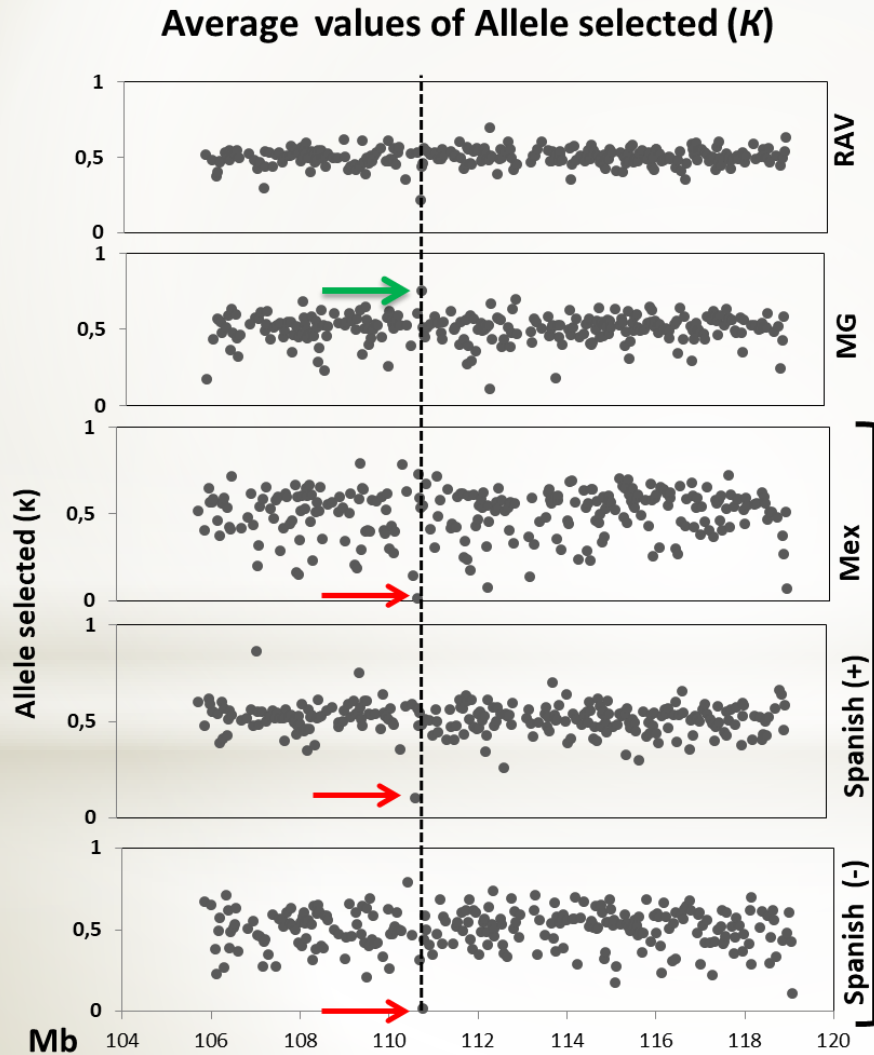 Average values of Allele selected (K)
1
0,5
0
RAV
1
0,5
0
MG
1
0,5
0
Mex
Allele selected (κ)
1
0,5
0
Spanish (+)
1
0,5
0
Spanish (-)
Mb
104 106 108 110 112 114 116 118 120